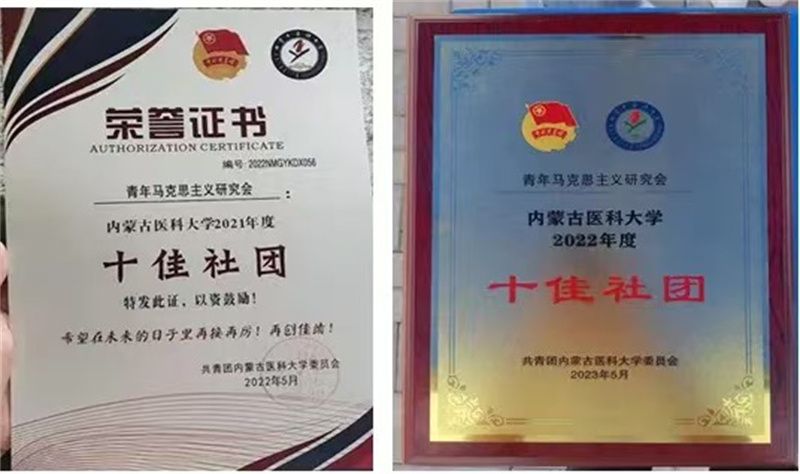 荣誉证书
AUTHORIZATION CERTIFICATE
编号:2022NMGYKDX056
青年马克思主义研究会:
内蒙古医科大学2021年度
十佳社团
特发此证，以资鼓励！
希望在未来的日子里再接再厉！再创佳绩！
共青团内蒙古医科大学委员会
2022年5月
青年马克思主义研究会
内蒙古医科大学
2022年度
十佳社团
共青团内蒙古医科大学委员会
2023年5月